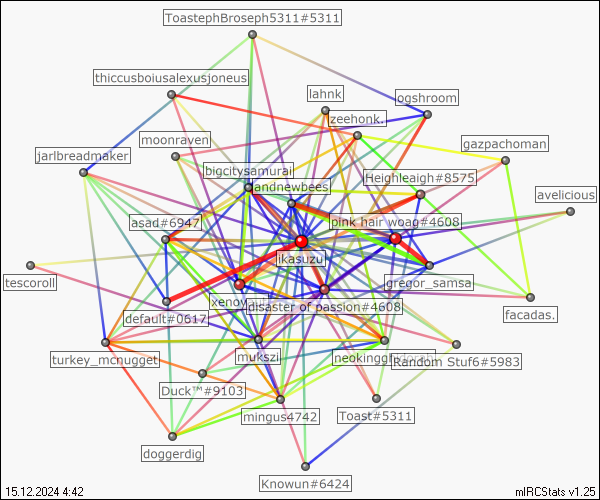 ToastephBroseph5311#5311
thiccusboiusalexusjoneus
lahnk
ogshroom
zeehonk.
moonraven
gazpachoman
jarlbreadmaker
bigcitysamurai
Heighleaigh#8575
andnewbees
avelicious
asad#6947
pink hair woag#4608
ikasuzu
tescoroll
gregor_samsa
xenov
disaster of passion#4608
default#0617
facadas.
turkey_mcnugget
mukszi
Random Stuf6#5983
Duck™#9103
mingus4742
Toast#5311
doggerdig
Knowun#6424
15.12.2024 4:42
mIRCStats v1.25